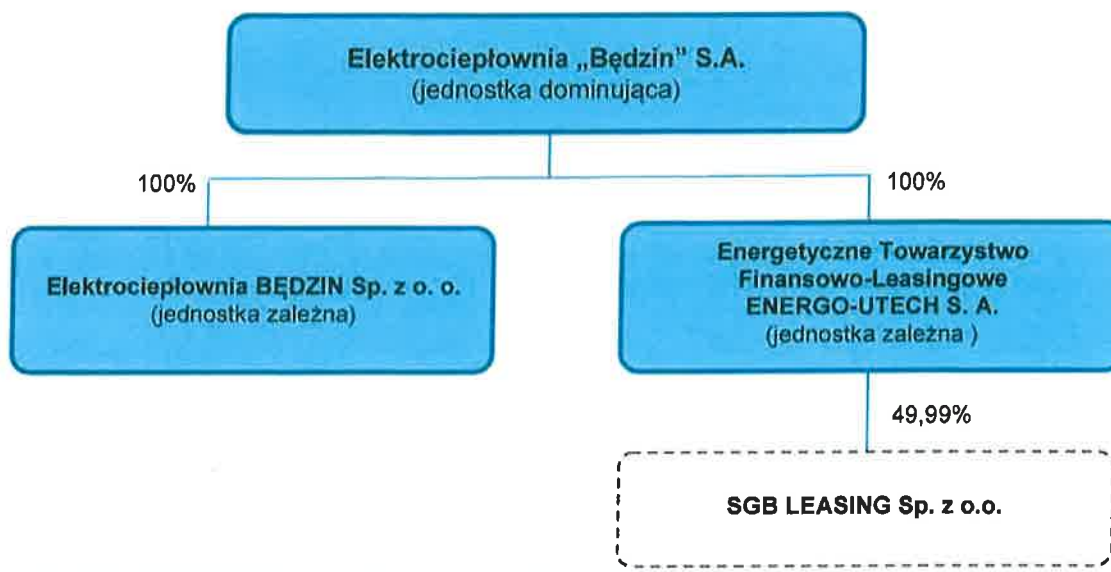 Elektrociepłownia „Będzin” S.A.
(jednostka dominująca)
100%
100%
Elektrociepłownia BĘDZIN Sp. z o. o.
(jednostka zależna)
Energetyczne Towarzystwo
Finansowo-Leasingowe
ENERGO-UTECH S. A.
(jednostka zależna )
49,99%
SGB LEASING Sp. z o.o.